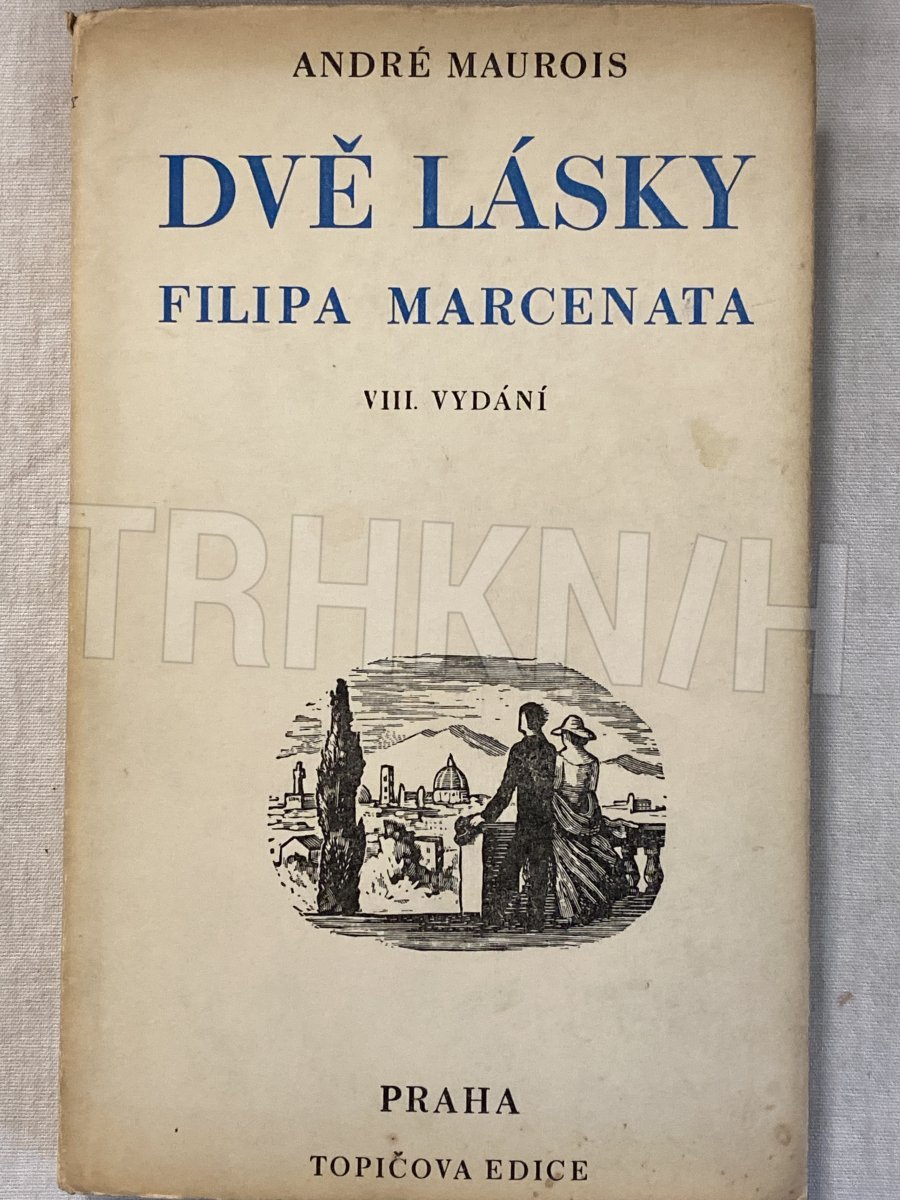 ANDRÉ MAUROIS
DVĚ LÁSKY
FILIPA MARCENATA
VIII. VYDÁNÍ
TRHKNIH
PRAHA
TOPIČOVA EDICE